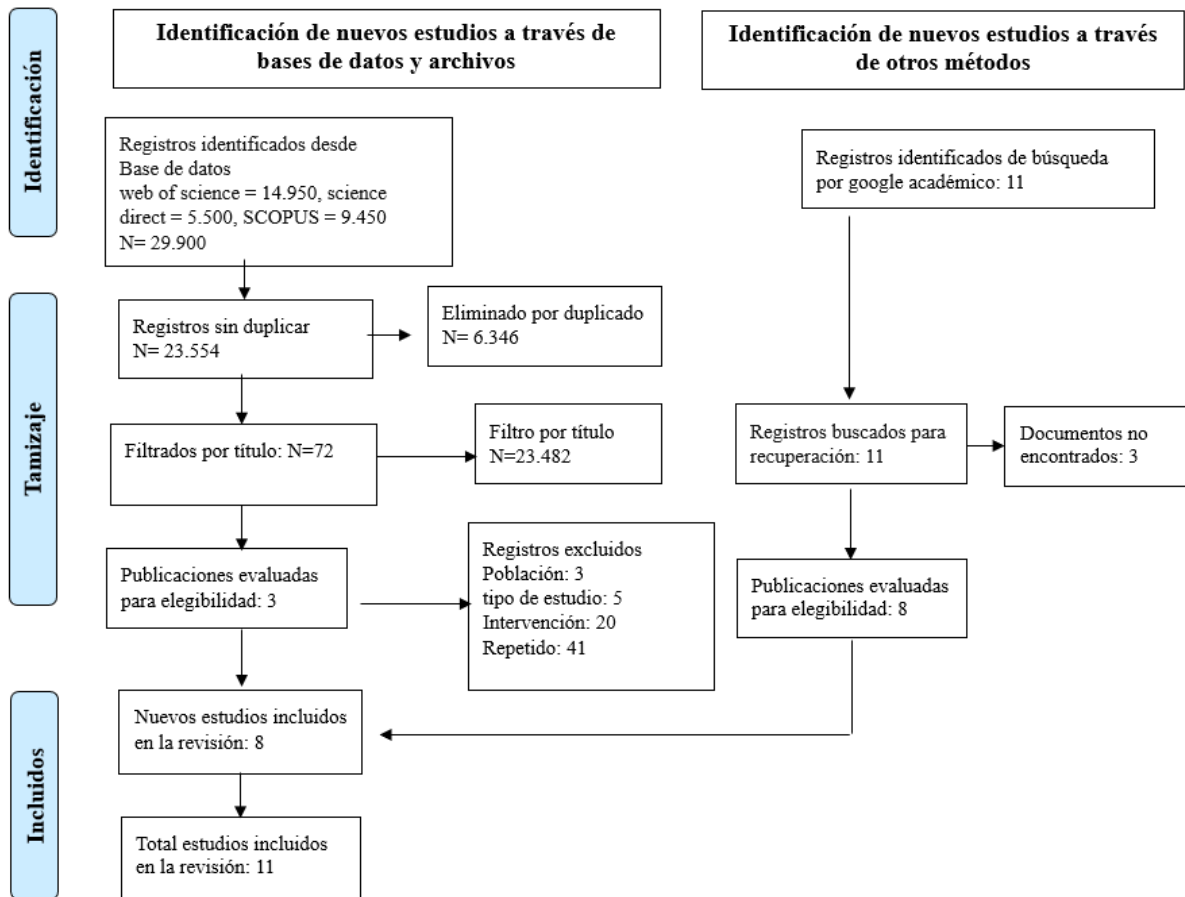 Identificación
Identificación de nuevos estudios a través de
bases de datos y archivos
Identificación de nuevos estudios a través
de otros métodos
Registros identificados desde
Base de datos
web of science = 14.950, science
direct = 5.500, SCOPUS = 9.450
N= 29.900
Registros identificados de búsqueda
por google académico: 11
Tamizaje
Registros sin duplicar
N= 23.554
Eliminado por duplicado
N= 6.346
Filtrados por título: N=72
Filtro por título
N=23.482
Registros buscados para
recuperación: 11
Documentos no
encontrados: 3
Publicaciones evaluadas
para elegibilidad: 3
Registros excluidos
Población: 3
tipo de estudio: 5
Intervención: 20
Repetido: 41
Publicaciones evaluadas
para elegibilidad: 8
Incluidos
Nuevos estudios incluidos
en la revisión: 8
Total estudios incluidos
en la revisión: 11